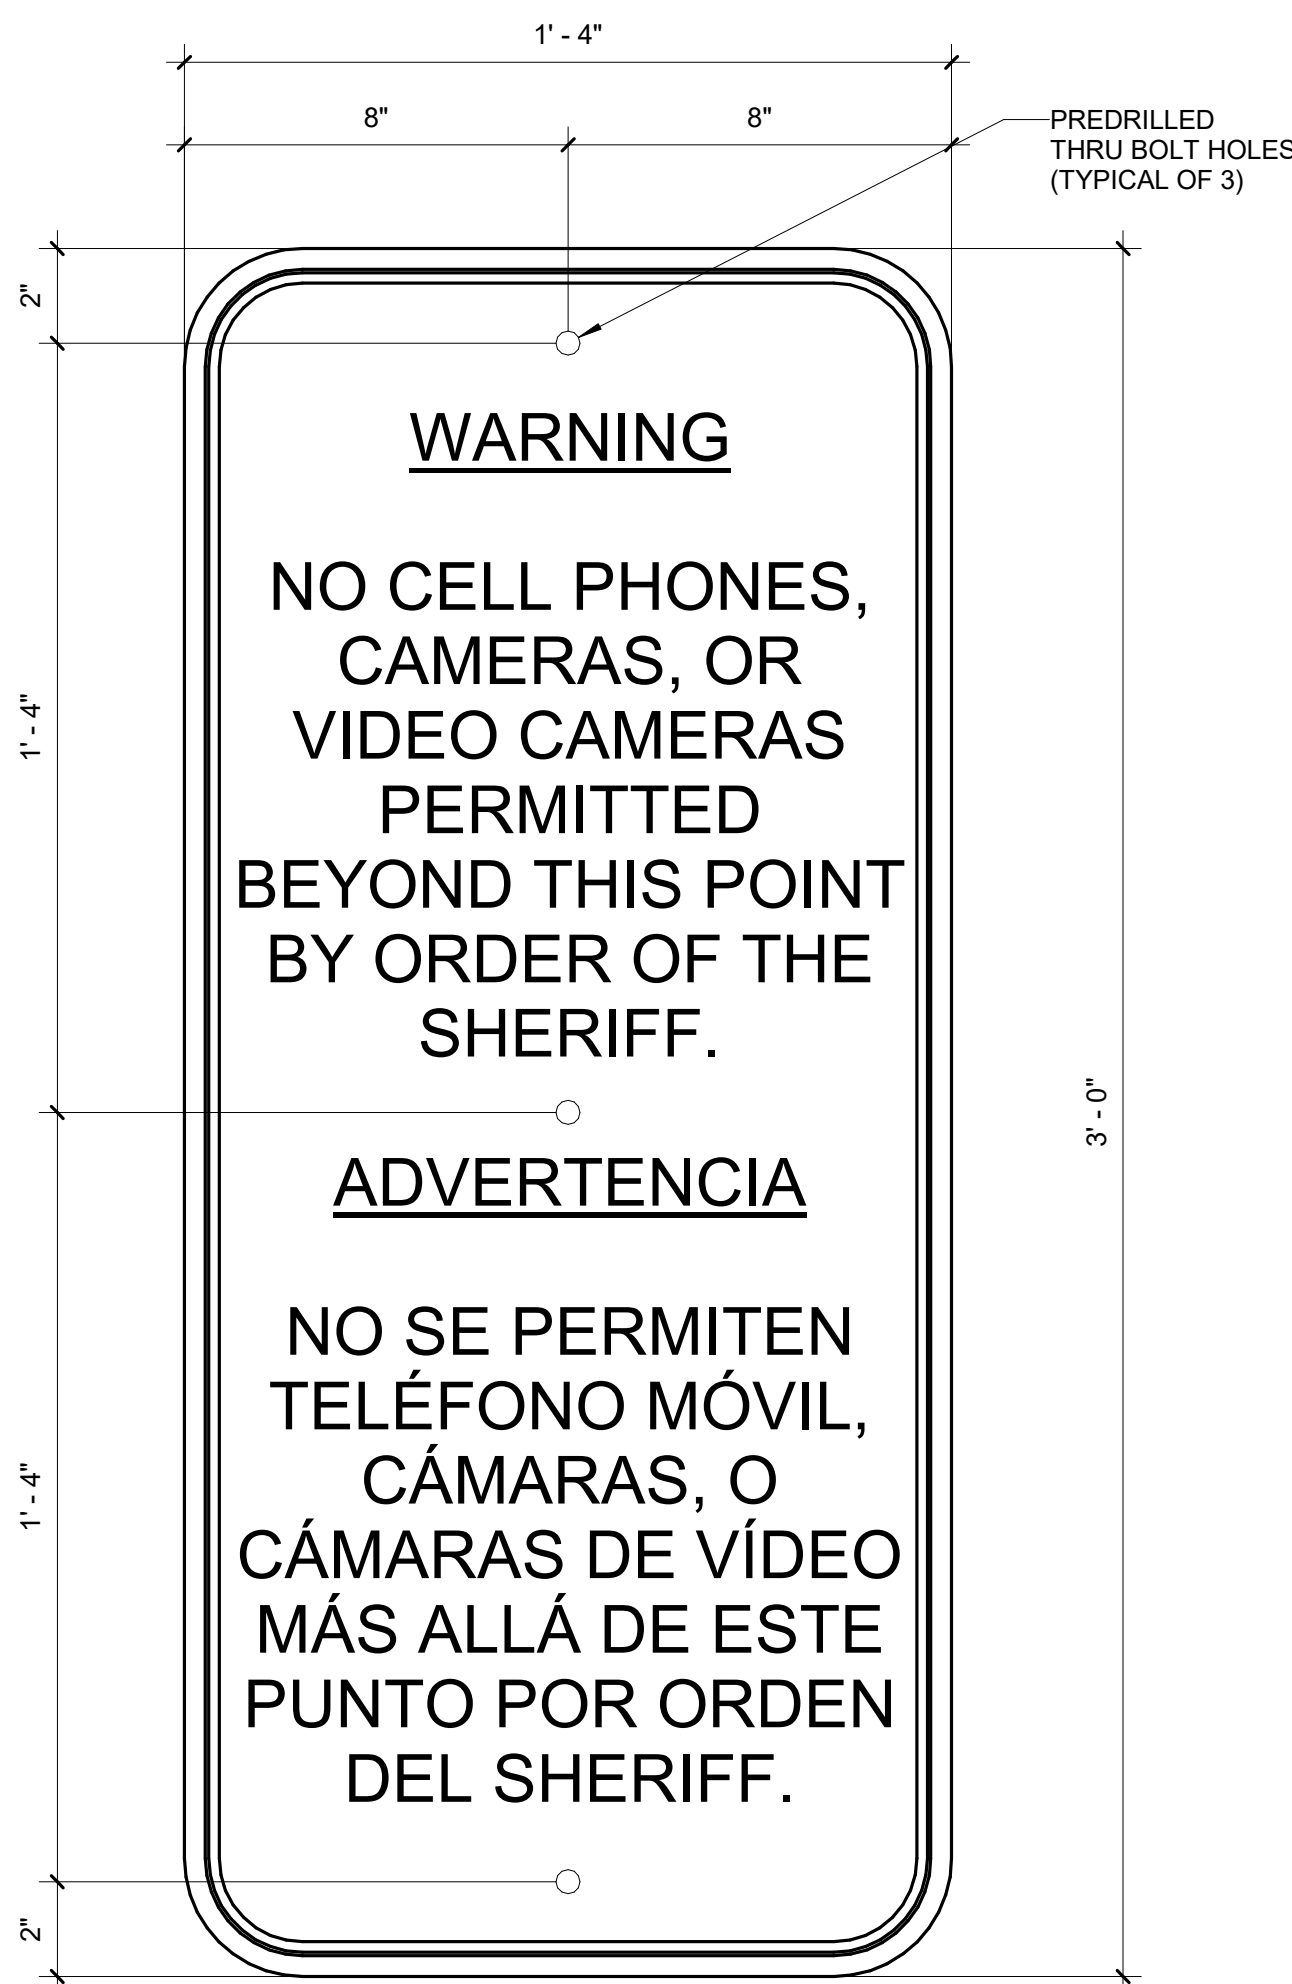 1' - 4"
8" 8"
PREDRILLED
THRU BOLT HOLES
(TYPICAL OF 3)
2"
WARNING
NO CELL PHONES,
CAMERAS, OR
1' - 4"
VIDEO CAMERAS
PERMITTED
BEYOND THIS POINT
BY ORDER OF THE
SHERIFF.
3' - 0"
ADVERTENCIA
NO SE PERMITEN
TELÉFONO MÓVIL,
CÁMARAS, O
1' - 4"
CÁMARAS DE VÍDEO
MÁS ALLÁ DE ESTE
PUNTO POR ORDEN
DEL SHERIFF.
2"